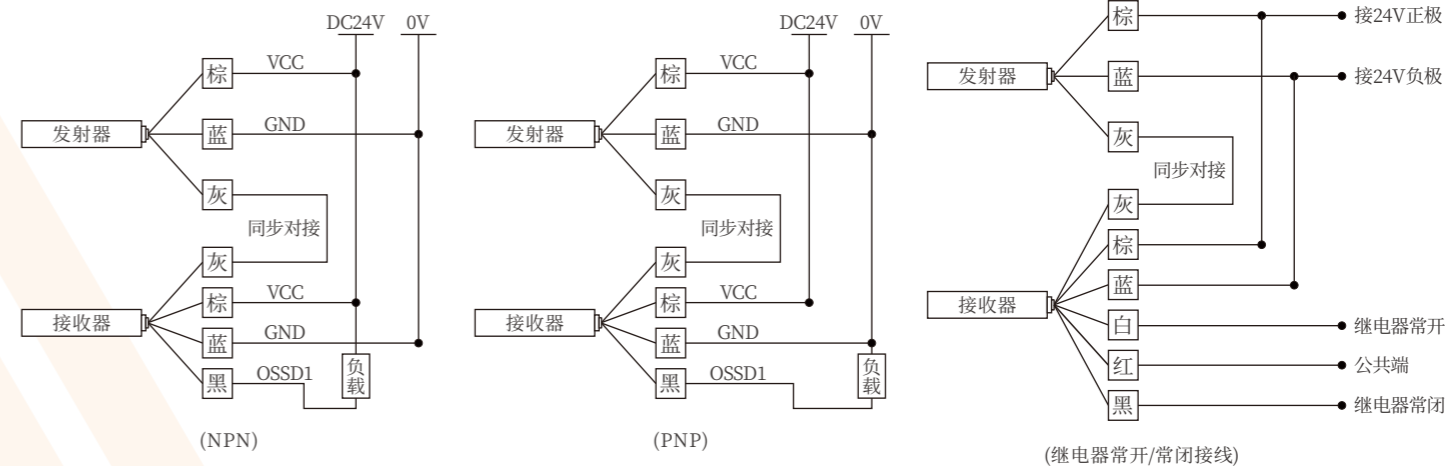 DC24V 0V
棕 VCC
发射器 蓝 GND
灰
同步对接
灰
棕 VCC
接收器 蓝 GND
黑 OSSD1
负载
(NPN)
DC24V 0V
棕 VCC
发射器 蓝 GND
灰
同步对接
灰
棕 VCC
接收器 蓝 GND
黑 OSSD1
负载
(PNP)
棕 接24V正极
发射器 蓝 接24V负极
灰
同步对接
灰
棕
蓝
接收器
白 继电器常开
红 公共端
黑 继电器常闭
(继电器常开/常闭接线)